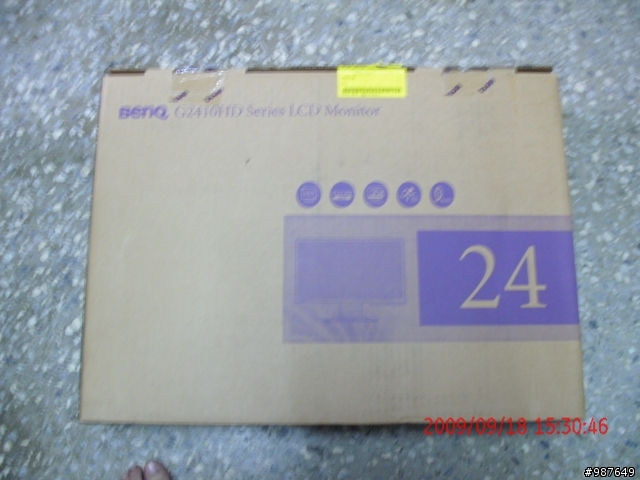 BenQ G2410HD Series LCD Monitor
24
2009/09/18 15:30:46
#987649